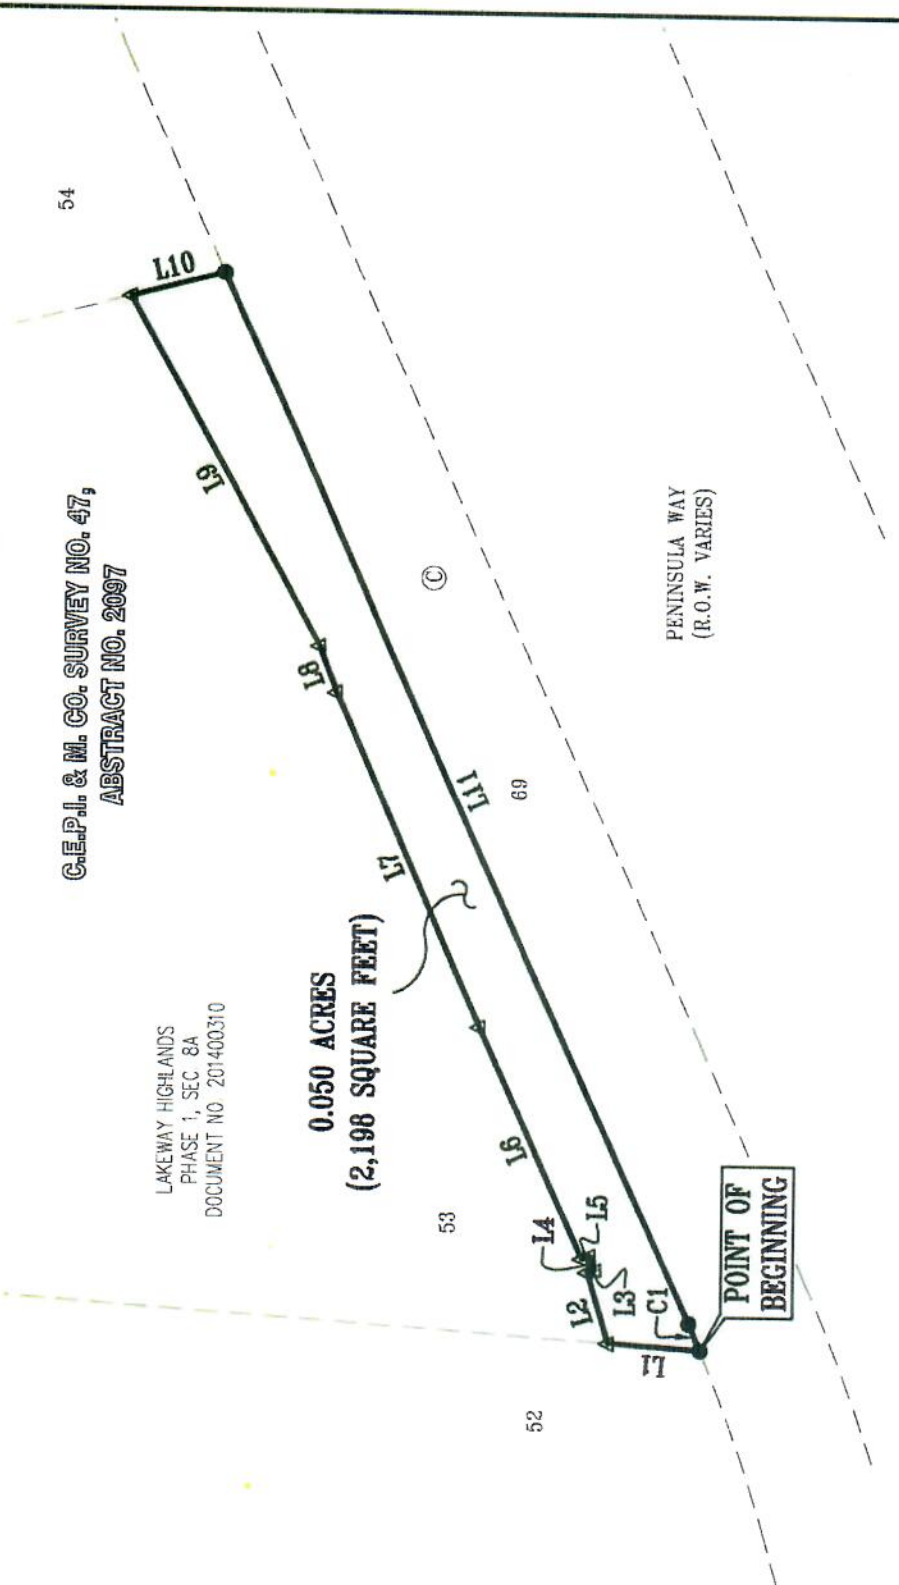 54
L10
L9
C.E.P.I. & M. CO. SURVEY NO. 47,
ABSTRACT NO. 2097
L8
Ⓒ
PENINSULA WAY
(R.O.W. VARIES)
L11
69
L7
LAKEWAY HIGHLANDS
PHASE 1, SEC. 8A
DOCUMENT NO. 201400310
0.050 ACRES
(2,198 SQUARE FEET)
L6
53
L4
L5
L2
L3
C1
POINT OF
BEGINNING
L1
52